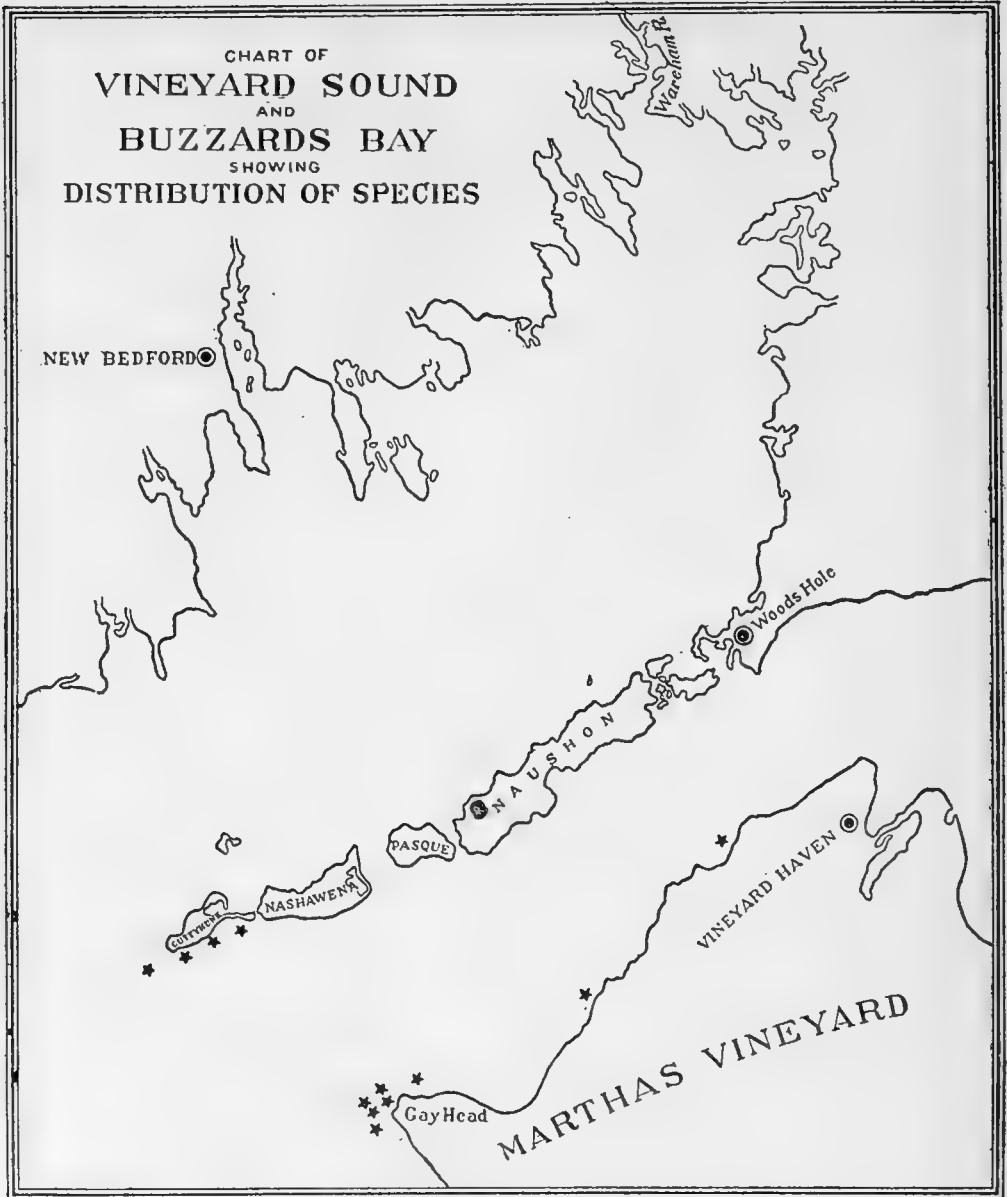 CHART OF
VINEYARD SOUND
AND
BUZZARDS BAY
SHOWING
DISTRIBUTION OF SPECIES
Wareham R.
NEW BEDFORD
Woods Hole
NAUSHON
PASQUE
NASHAWENA
CUTTYHUNK
VINEYARD HAVEN
MARTHAS VINEYARD
Gay Head